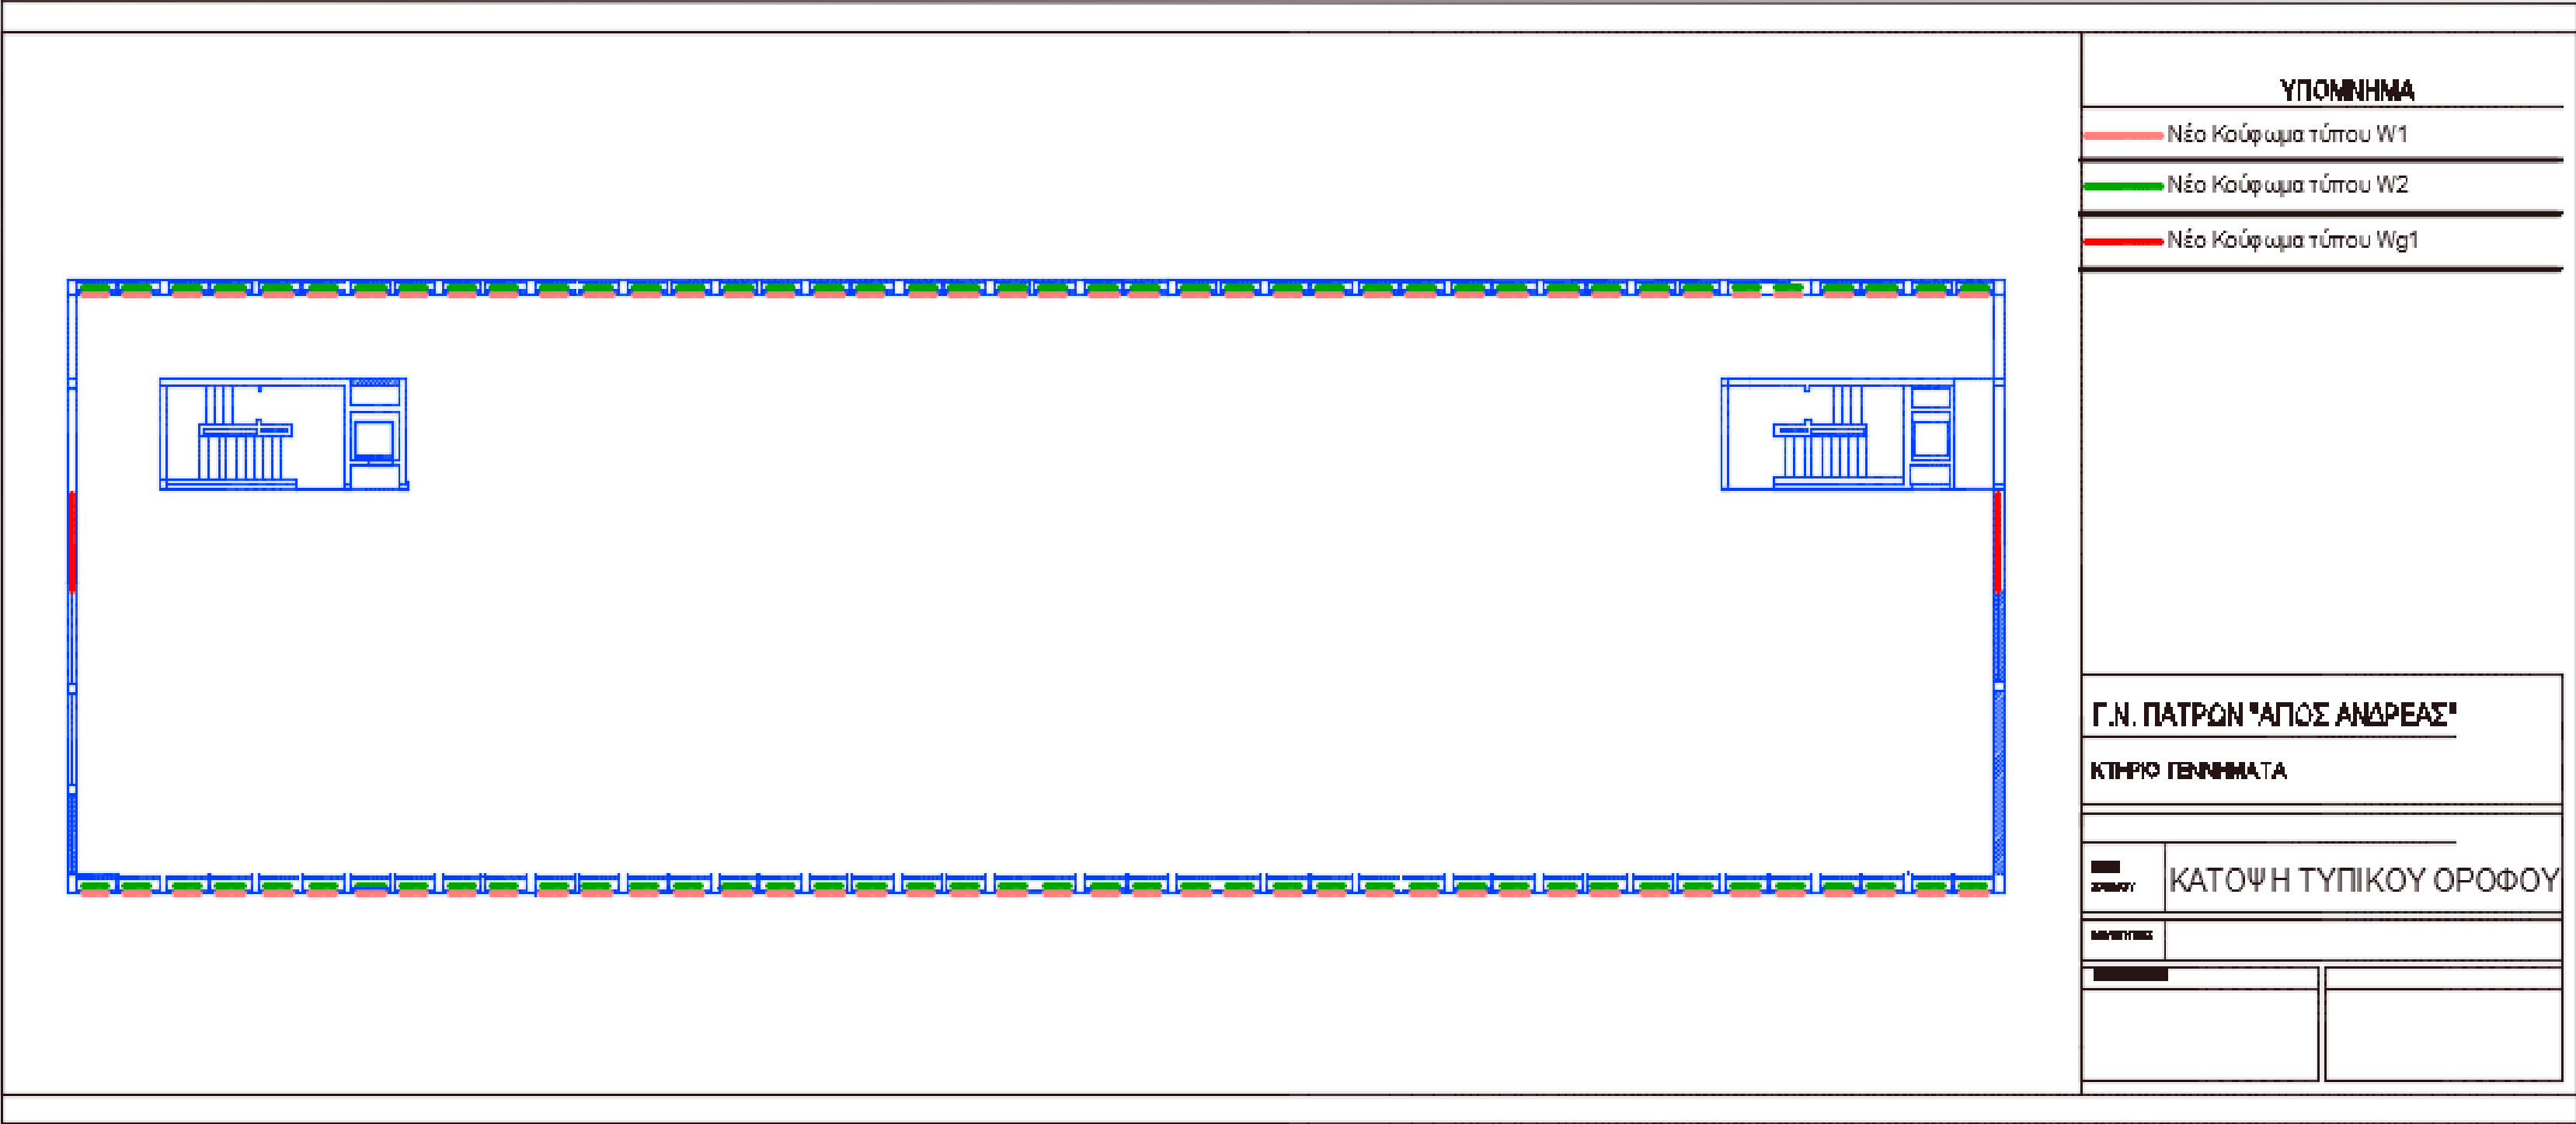 ΥΠΟΜΝΗΜΑ
Νέο Κούφωμα τύπου W1
Νέο Κούφωμα τύπου W2
Νέο Κούφωμα τύπου Wg1
Γ.Ν. ΠΑΤΡΩΝ "ΑΠΟΣ ΑΝΔΡΕΑΣ"
ΚΤΗΡΙΟ ΓΕΝΝΗΜΑΤΑ
ΚΑΤΟΨΗ ΤΥΠΙΚΟΥ ΟΡΟΦΟΥ